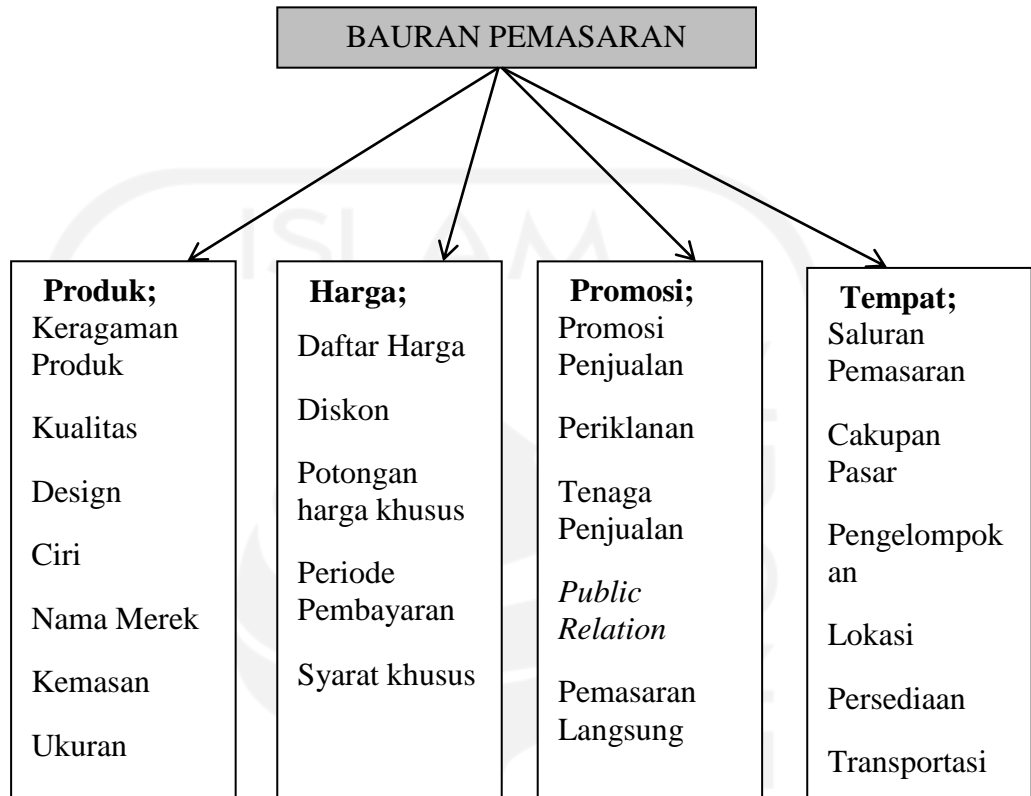 BAURAN PEMASARAN
ISLAM
Produk;
Keragaman
Produk
Kualitas
Design
Ciri
Nama Merek
Kemasan
Ukuran
Harga;
Daftar Harga
Diskon
Potongan
harga khusus
Periode
Pembayaran
Syarat khusus
Promosi;
Promosi
Penjualan
Periklanan
Tenaga
Penjualan
Public
Relation
Pemasaran
Langsung
Tempat;
Saluran
Pemasaran
Cakupan
Pasar
Pengelompok
an
Lokasi
Persediaan
Transportasi